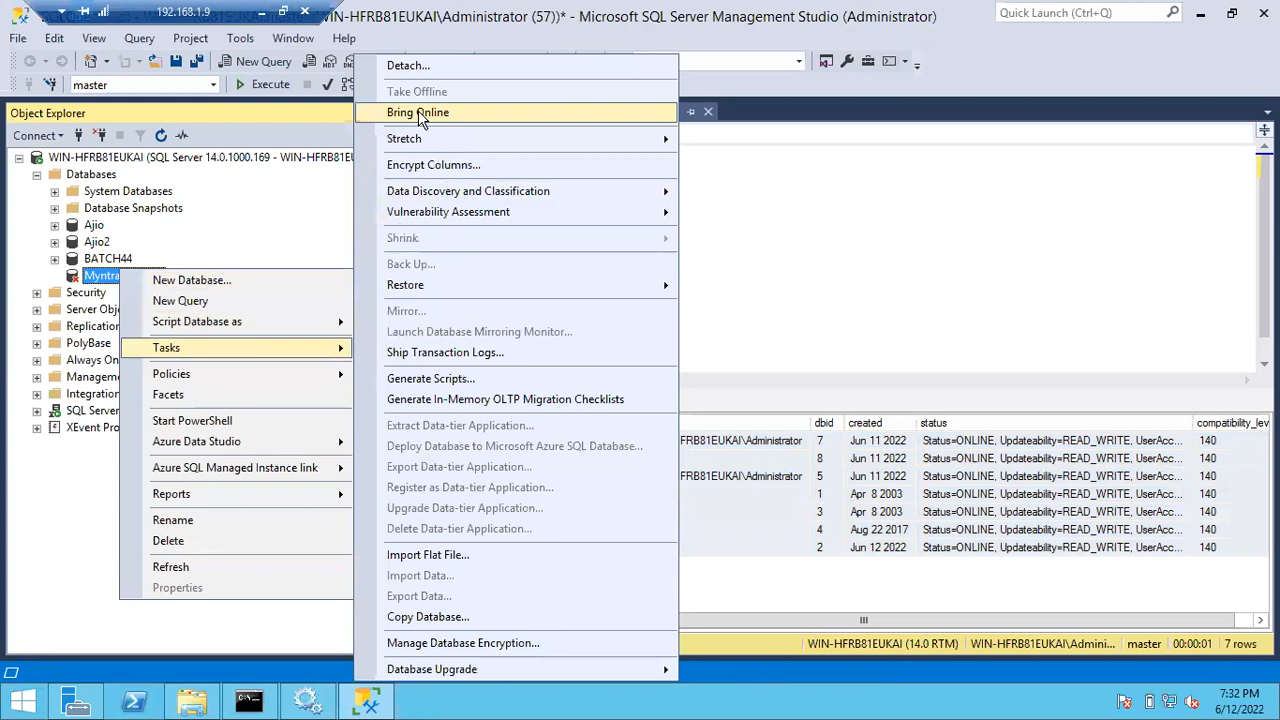 192.168.1.9
WIN-HFRB81EUKAI\Administrator (57))* - Microsoft SQL Server Management Studio (Administrator)
Quick Launch (Ctrl+Q)
File Edit View Query Project Tools Window Help
New Query
master
Execute
Object Explorer
Connect
WIN-HFRB81EUKAI (SQL Server 14.0.1000.169 - WIN-HFRB81EU
Databases
System Databases
Database Snapshots
Ajio
Ajio2
BATCH44
Myntra
Security
Server Obj
Replication
PolyBase
Always On
Managem
Integration
SQL Server
XEvent Pro
New Database...
New Query
Script Database as
Tasks
Policies
Facets
Start PowerShell
Azure Data Studio
Azure SQL Managed Instance link
Reports
Rename
Delete
Refresh
Properties
Detach...
Take Offline
Bring Online
Stretch
Encrypt Columns...
Data Discovery and Classification
Vulnerability Assessment
Shrink
Back Up...
Restore
Mirror...
Launch Database Mirroring Monitor...
Ship Transaction Logs...
Generate Scripts...
Generate In-Memory OLTP Migration Checklists
Extract Data-tier Application...
Deploy Database to Microsoft Azure SQL Database...
Export Data-tier Application...
Register as Data-tier Application...
Upgrade Data-tier Application...
Delete Data-tier Application...
Import Flat File...
Import Data...
Export Data...
Copy Database...
Manage Database Encryption...
Database Upgrade
dbid created status compatibility_lev
FRB81EUKAI\Administrator 7 Jun 11 2022 Status=ONLINE, Updateability=READ_WRITE, UserAcc... 140
8 Jun 11 2022 Status=ONLINE, Updateability=READ_WRITE, UserAcc... 140
FRB81EUKAI\Administrator 5 Jun 11 2022 Status=ONLINE, Updateability=READ_WRITE, UserAcc... 140
1 Apr 8 2003 Status=ONLINE, Updateability=READ_WRITE, UserAcc... 140
3 Apr 8 2003 Status=ONLINE, Updateability=READ_WRITE, UserAcc... 140
4 Aug 22 2017 Status=ONLINE, Updateability=READ_WRITE, UserAcc... 140
2 Jun 12 2022 Status=ONLINE, Updateability=READ_WRITE, UserAcc... 140
WIN-HFRB81EUKAI (14.0 RTM) WIN-HFRB81EUKAI\Admini... master 00:00:01 7 rows
7:32 PM
6/12/2022